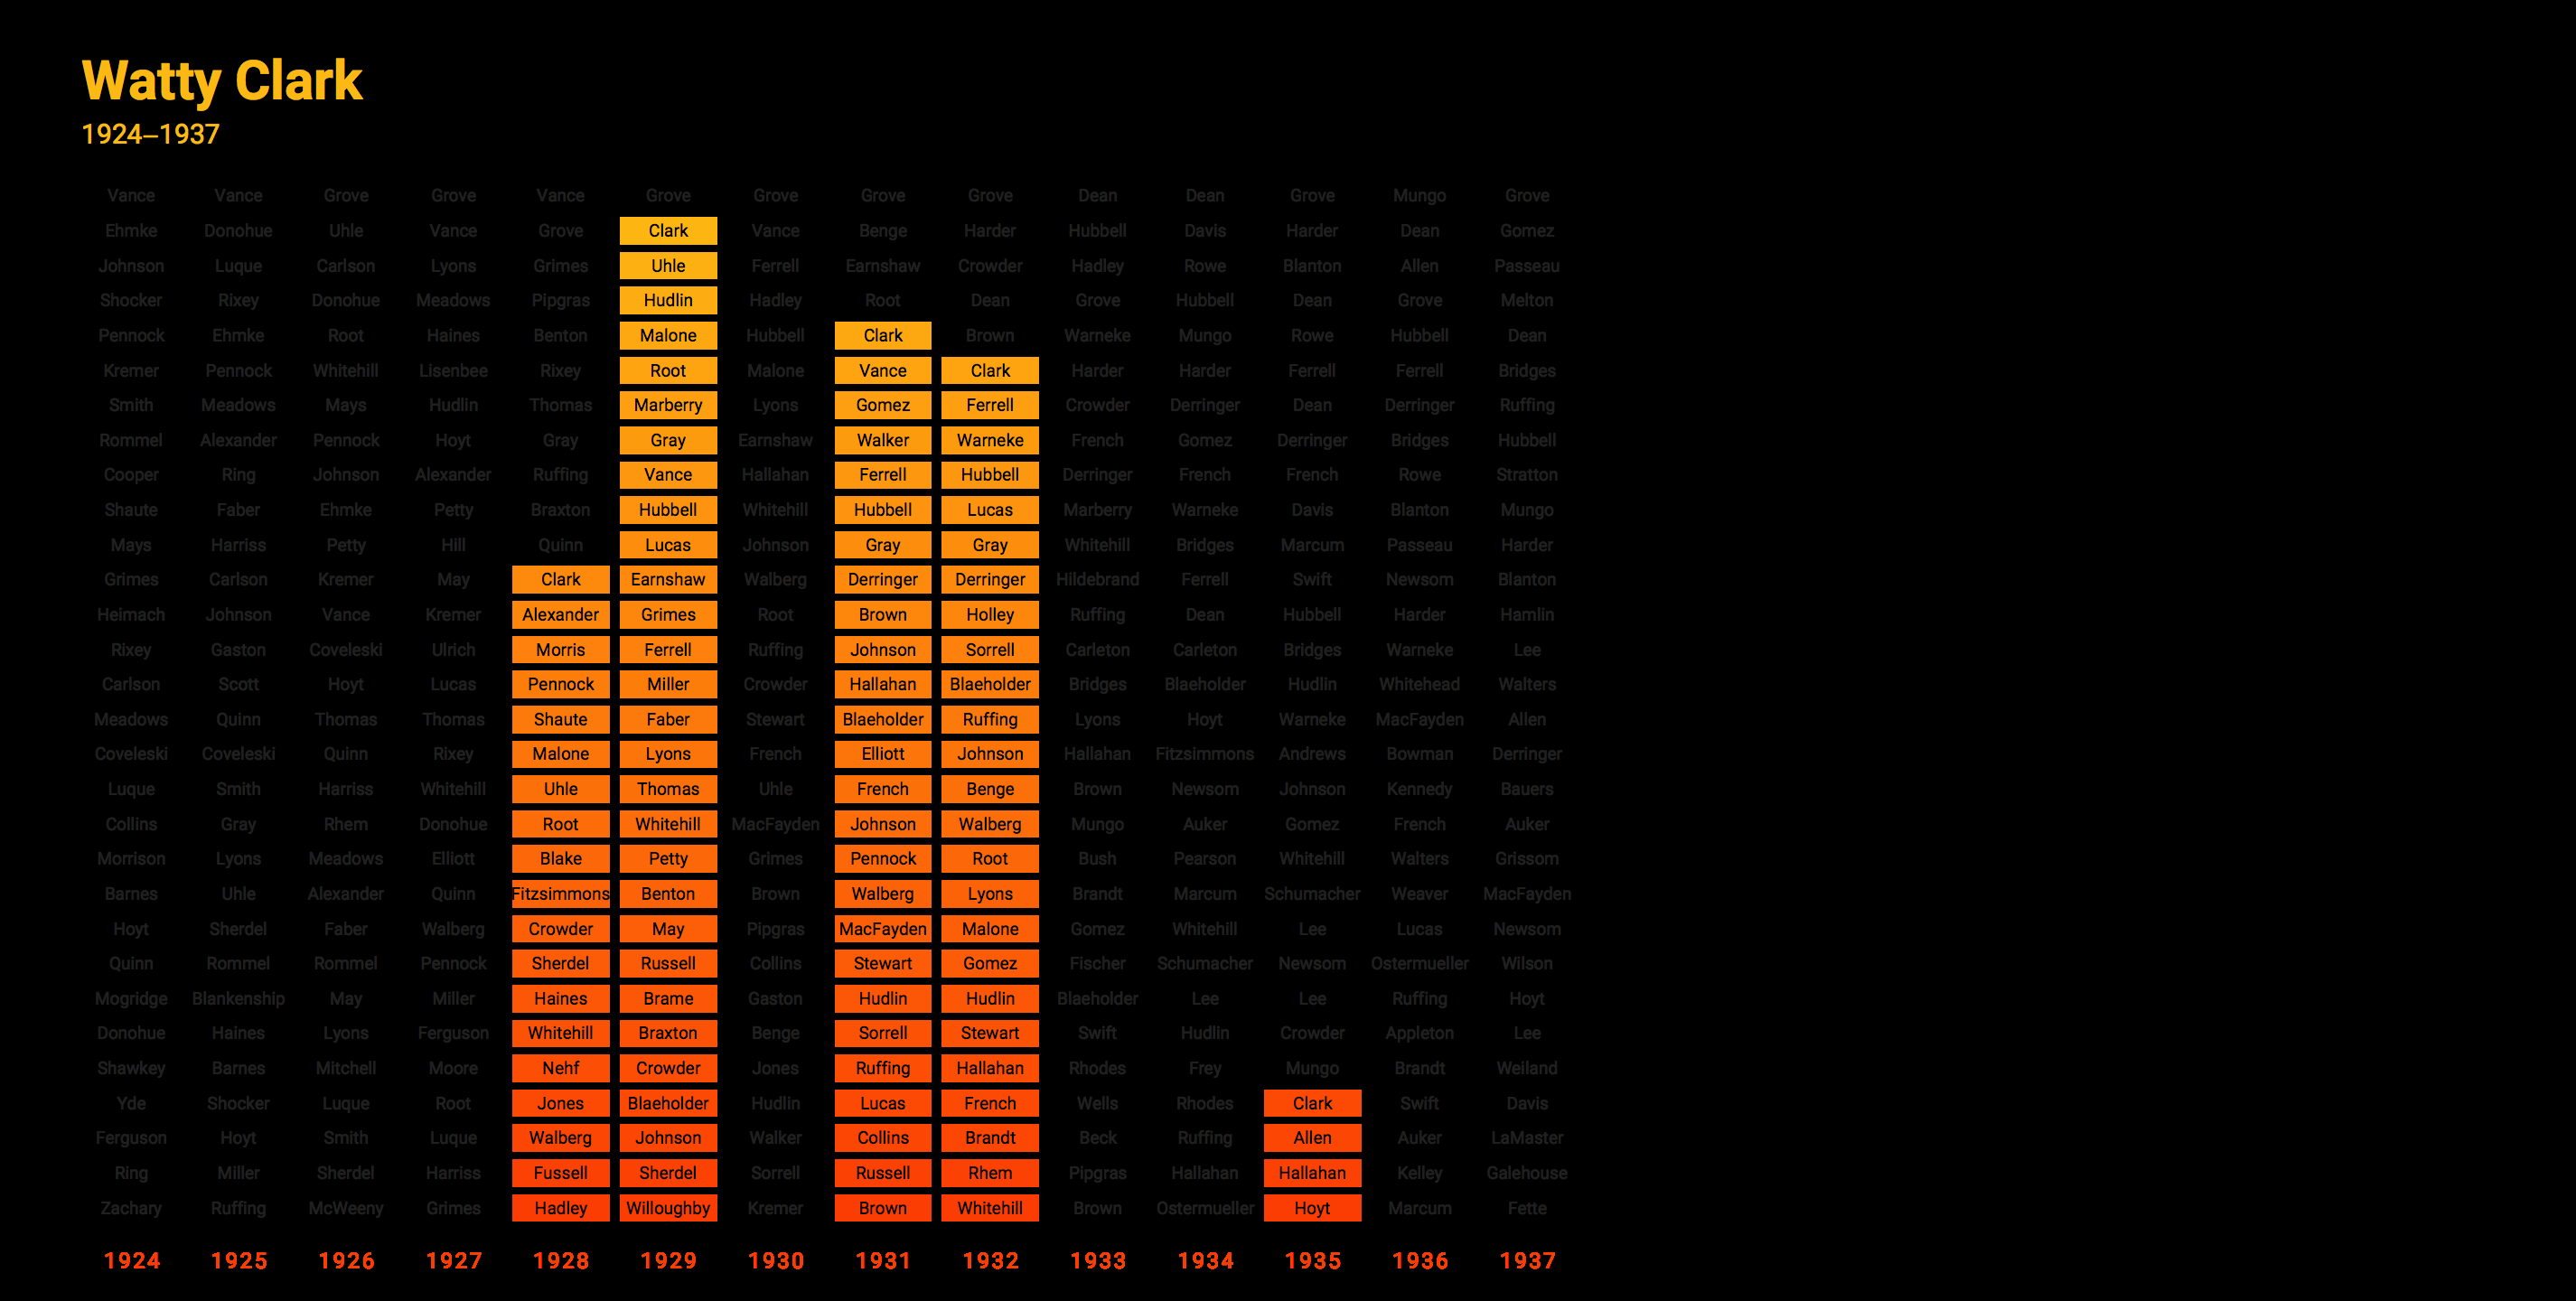 Watty Clark
1924–1937
Vance Vance Grove Grove Vance Grove Grove Grove Grove Dean Dean Grove Mungo Grove
Ehmke Donohue Uhle Vance Grove Clark Vance Benge Harder Hubbell Davis Harder Dean Gomez
Johnson Luque Carlson Lyons Grimes Uhle Ferrell Earnshaw Crowder Hadley Rowe Blanton Allen Passeau
Shocker Rixey Donohue Meadows Pipgras Hudlin Hadley Root Dean Grove Hubbell Dean Grove Melton
Pennock Ehmke Root Haines Benton Malone Hubbell Clark Brown Warneke Mungo Rowe Hubbell Dean
Kremer Pennock Whitehill Lisenbee Rixey Root Malone Vance Clark Harder Harder Ferrell Ferrell Bridges
Smith Meadows Mays Hudlin Thomas Marberry Lyons Gomez Ferrell Crowder Derringer Dean Derringer Ruffing
Rommel Alexander Pennock Hoyt Gray Gray Earnshaw Walker Warneke French Gomez Derringer Bridges Hubbell
Cooper Ring Johnson Alexander Ruffing Vance Hallahan Ferrell Hubbell Derringer French French Rowe Stratton
Shaute Faber Ehmke Petty Braxton Hubbell Whitehill Hubbell Lucas Marberry Warneke Davis Blanton Mungo
Mays Harriss Petty Hill Quinn Lucas Johnson Gray Gray Whitehill Bridges Marcum Passeau Harder
Grimes Carlson Kremer May Clark Earnshaw Walberg Derringer Derringer Hildebrand Ferrell Swift Newsom Blanton
Heimach Johnson Vance Kremer Alexander Grimes Root Brown Holley Ruffing Dean Hubbell Harder Hamlin
Rixey Gaston Coveleski Ulrich Morris Ferrell Ruffing Johnson Sorrell Carleton Carleton Bridges Warneke Lee
Carlson Scott Hoyt Lucas Pennock Miller Crowder Hallahan Blaeholder Bridges Blaeholder Hudlin Whitehead Walters
Meadows Quinn Thomas Thomas Shaute Faber Stewart Blaeholder Ruffing Lyons Hoyt Warneke MacFayden Allen
Coveleski Coveleski Quinn Rixey Malone Lyons French Elliott Johnson Hallahan Fitzsimmons Andrews Bowman Derringer
Luque Smith Harriss Whitehill Uhle Thomas Uhle French Benge Brown Newsom Johnson Kennedy Bauers
Collins Gray Rhem Donohue Root Whitehill MacFayden Johnson Walberg Mungo Auker Gomez French Auker
Morrison Lyons Meadows Elliott Blake Petty Grimes Pennock Root Bush Pearson Whitehill Walters Grissom
Barnes Uhle Alexander Quinn Fitzsimmons Benton Brown Walberg Lyons Brandt Marcum Schumacher Weaver MacFayden
Hoyt Sherdel Faber Walberg Crowder May Pipgras MacFayden Malone Gomez Whitehill Lee Lucas Newsom
Quinn Rommel Rommel Pennock Sherdel Russell Collins Stewart Gomez Fischer Schumacher Newsom Ostermueller Wilson
Mogridge Blankenship May Miller Haines Brame Gaston Hudlin Hudlin Blaeholder Lee Lee Ruffing Hoyt
Donohue Haines Lyons Ferguson Whitehill Braxton Benge Sorrell Stewart Swift Hudlin Crowder Appleton Lee
Shawkey Barnes Mitchell Moore Nehf Crowder Jones Ruffing Hallahan Rhodes Frey Mungo Brandt Weiland
Yde Shocker Luque Root Jones Blaeholder Hudlin Lucas French Wells Rhodes Clark Swift Davis
Ferguson Hoyt Smith Luque Walberg Johnson Walker Collins Brandt Beck Ruffing Allen Auker LaMaster
Ring Miller Sherdel Harriss Fussell Sherdel Sorrell Russell Rhem Pipgras Hallahan Hallahan Kelley Galehouse
Zachary Ruffing McWeeny Grimes Hadley Willoughby Kremer Brown Whitehill Brown Ostermueller Hoyt Marcum Fette
1924 1925 1926 1927 1928 1929 1930 1931 1932 1933 1934 1935 1936 1937